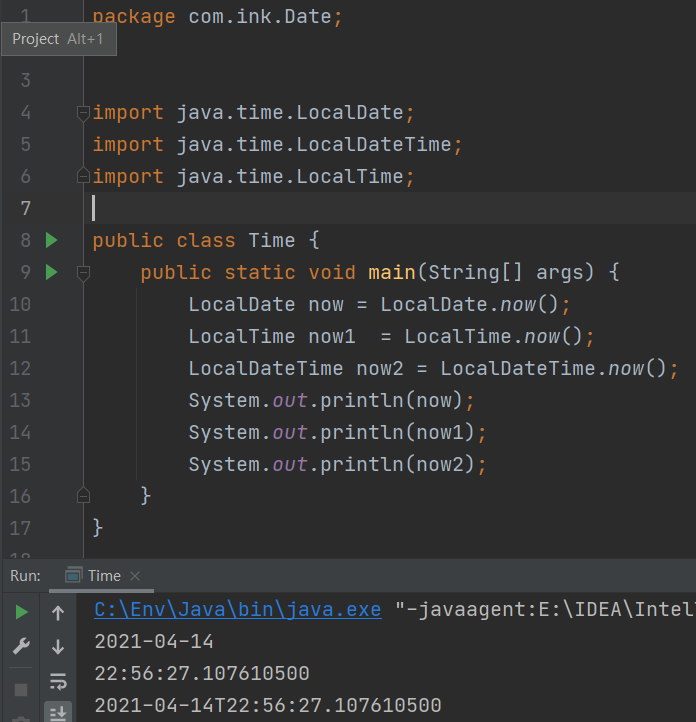 1 package com.ink.Date;
Project Alt+1
3
4 import java.time.LocalDate;
5 import java.time.LocalDateTime;
6 import java.time.LocalTime;
7
8 public class Time {
9 public static void main(String[] args) {
10 LocalDate now = LocalDate.now();
11 LocalTime now1  = LocalTime.now();
12 LocalDateTime now2 = LocalDateTime.now();
13 System.out.println(now);
14 System.out.println(now1);
15 System.out.println(now2);
16 }
17 }
Run: Time
C:\Env\Java\bin\java.exe "-javaagent:E:\IDEA\Intel
2021-04-14
22:56:27.107610500
2021-04-14T22:56:27.107610500